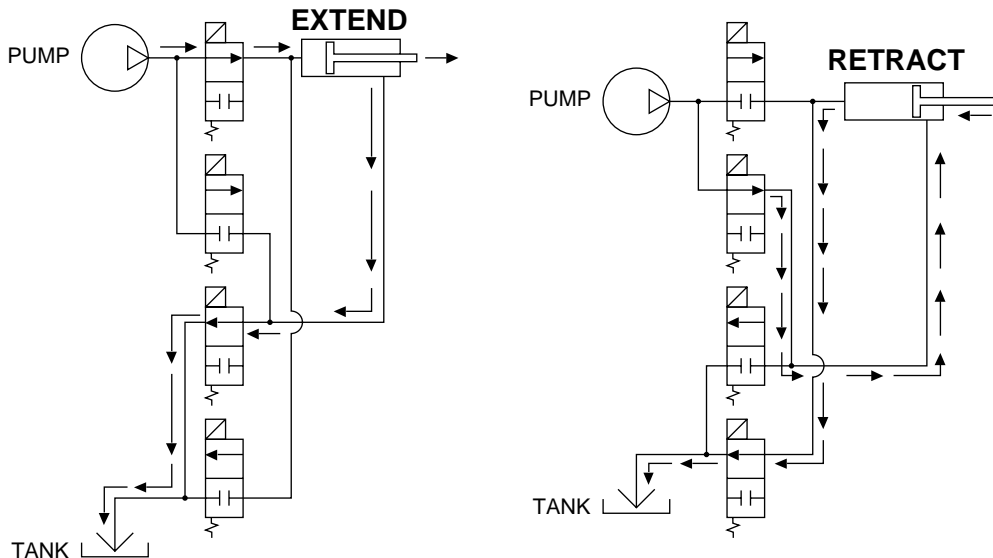 EXTEND
PUMP
TANK
RETRACT
PUMP
TANK